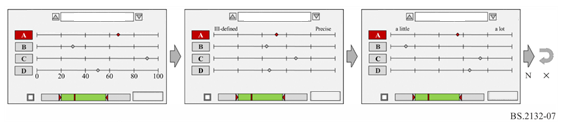 A
B
C
D
0 20 40 60 80 100
Ill-defined Precise
A
B
C
D
a little a lot
A
B
C
D
N ×
BS.2132-07